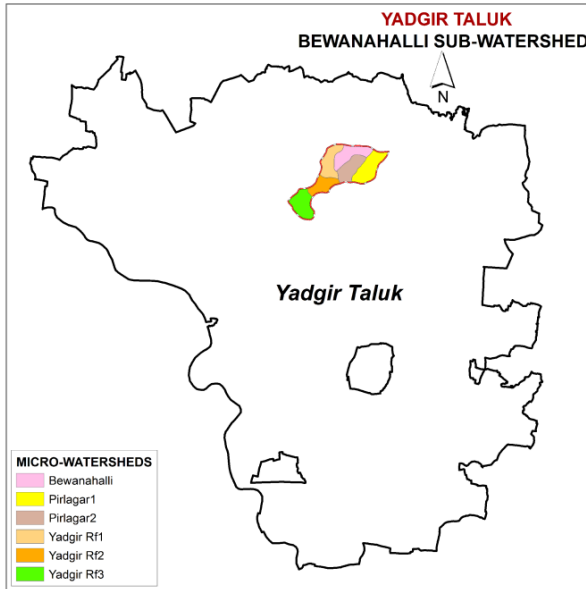 YADGIR TALUK
BEWANAHALLI SUB-WATERSHED
N
Yadgir Taluk
MICRO-WATERSHEDS
Bewanahalli
Pirlagar1
Pirlagar2
Yadgir Rf1
Yadgir Rf2
Yadgir Rf3